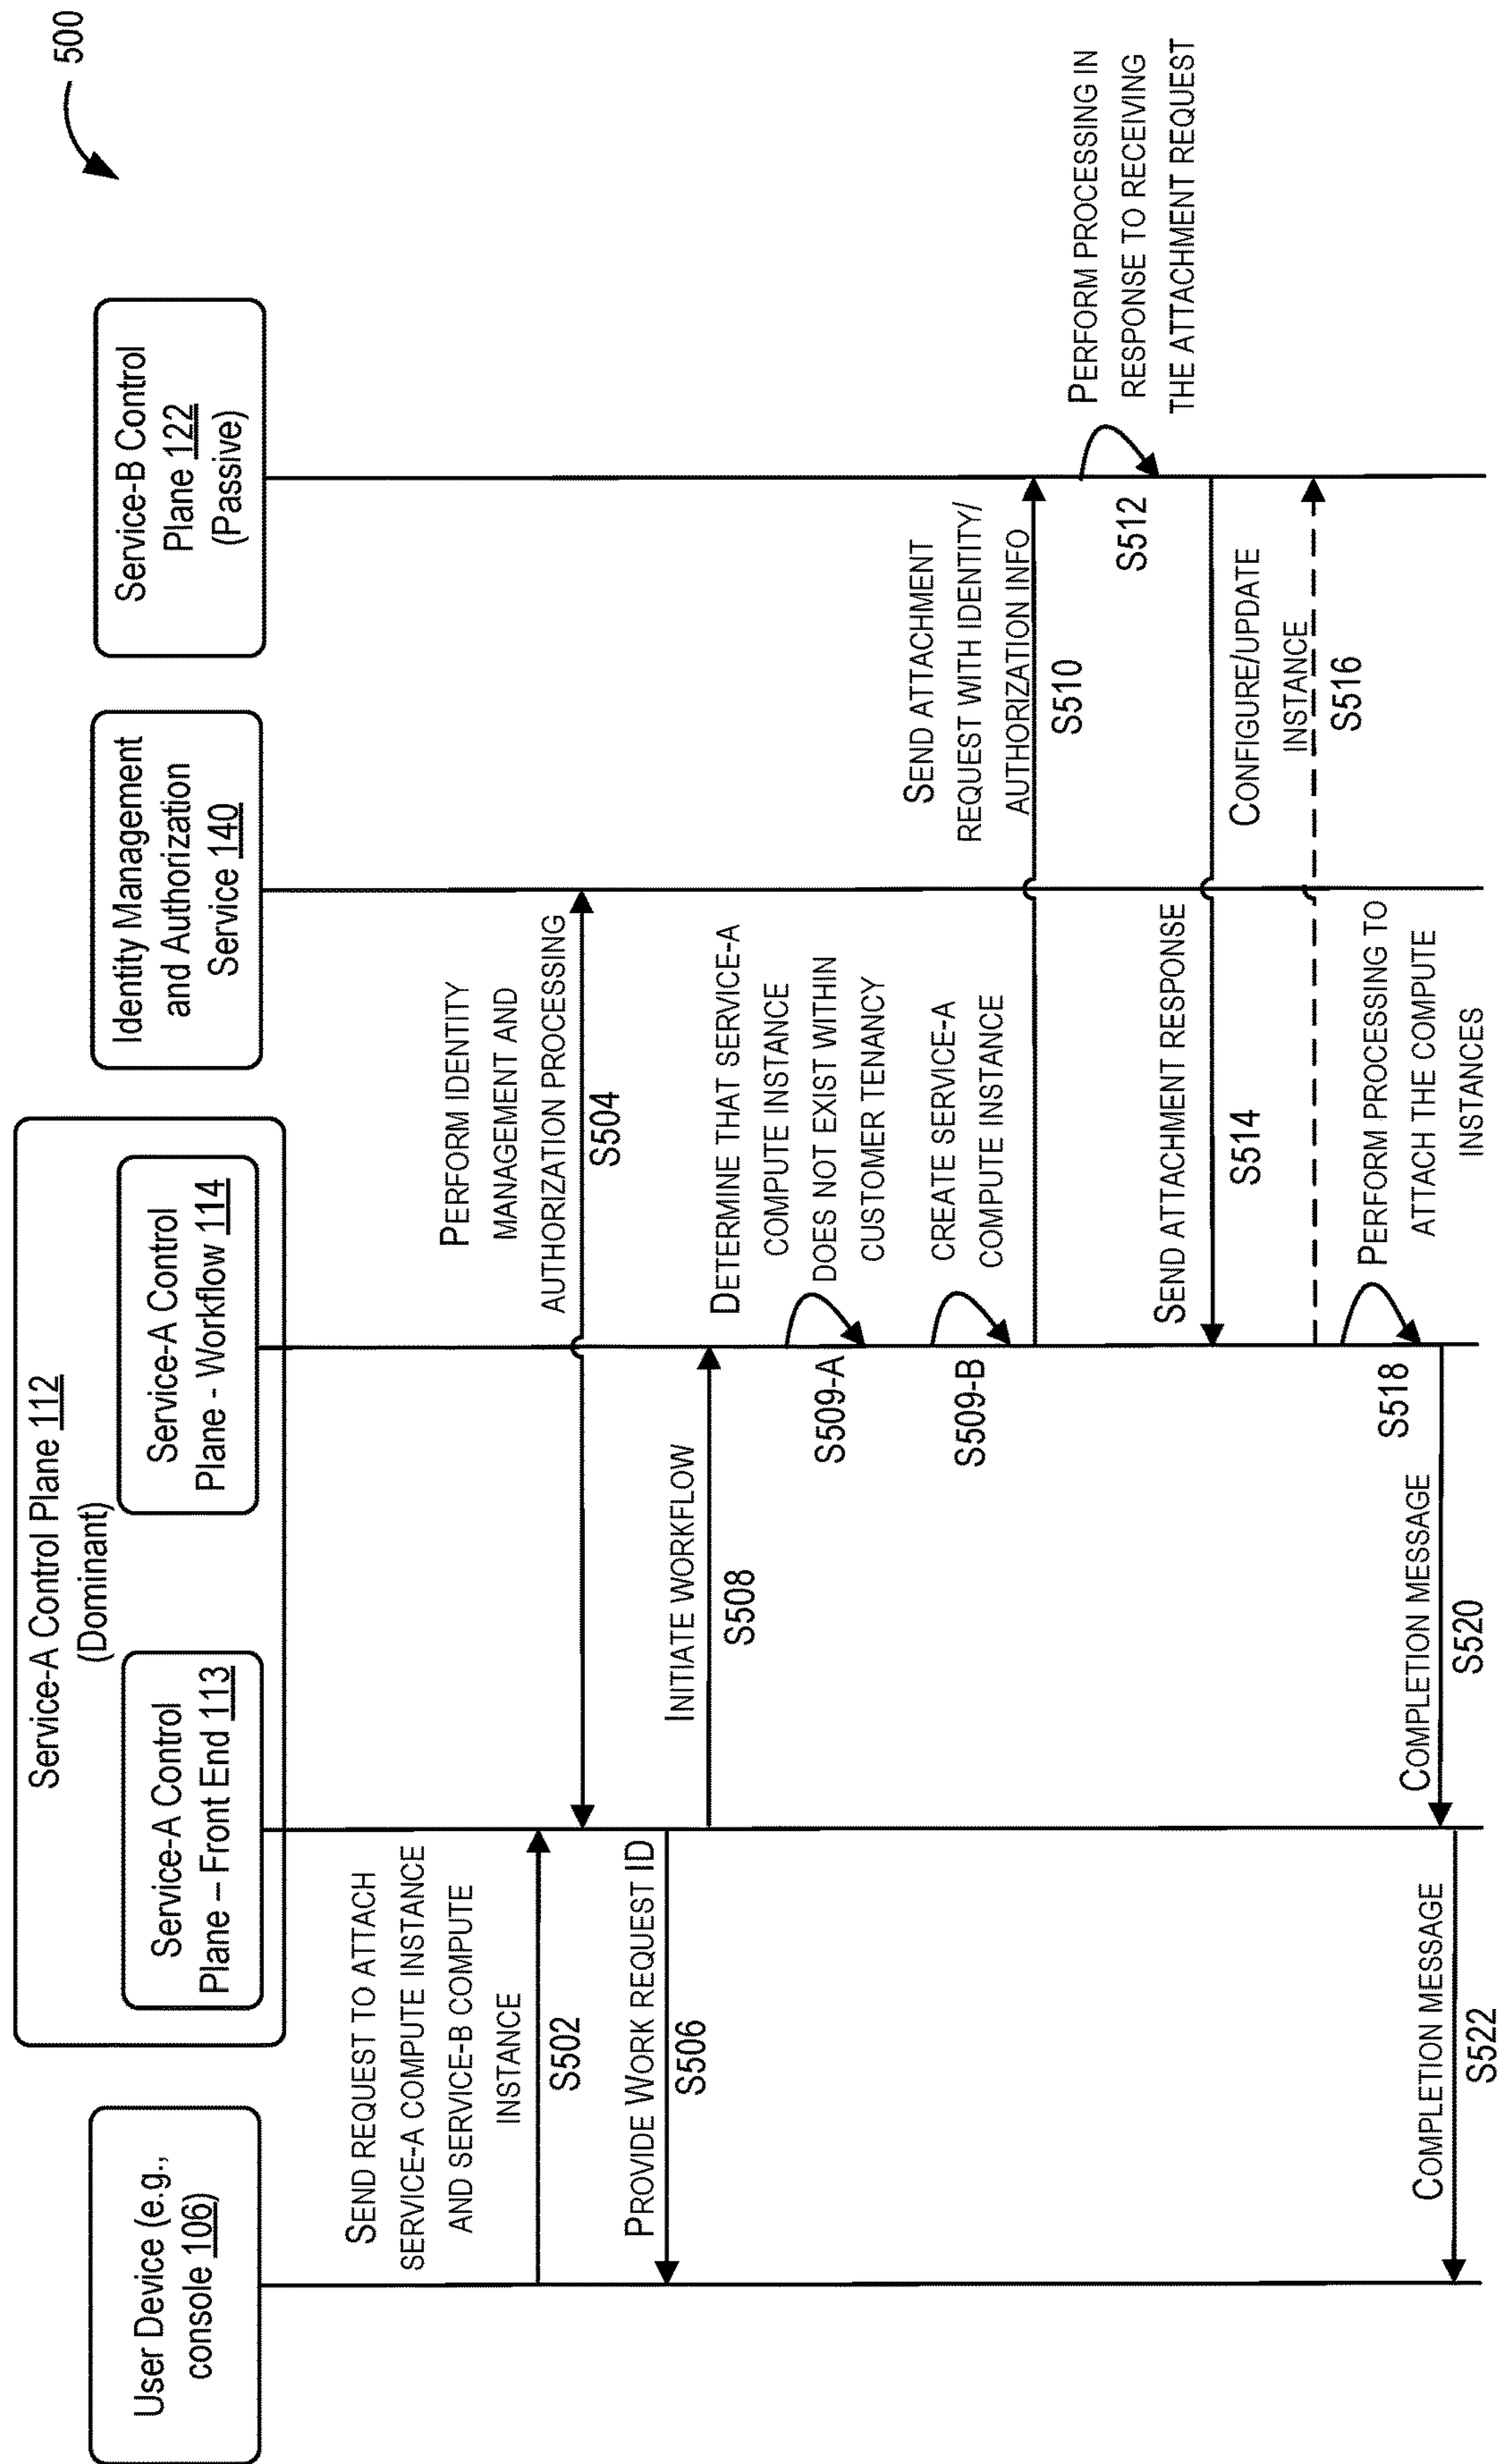 500
User Device (e.g.,
console 106)
Service-A Control Plane 112
(Dominant)
Service-A Control
Plane – Front End 113
Service-A Control
Plane - Workflow 114
Identity Management
and Authorization
Service 140
Service-B Control
Plane 122
(Passive)
SEND REQUEST TO ATTACH
SERVICE-A COMPUTE INSTANCE
AND SERVICE-B COMPUTE
INSTANCE
S502
PERFORM IDENTITY
MANAGEMENT AND
AUTHORIZATION PROCESSING
S504
PROVIDE WORK REQUEST ID
S506
INITIATE WORKFLOW
S508
DETERMINE THAT SERVICE-A
COMPUTE INSTANCE
DOES NOT EXIST WITHIN
CUSTOMER TENANCY
S509-A
CREATE SERVICE-A
COMPUTE INSTANCE
S509-B
SEND ATTACHMENT
REQUEST WITH IDENTITY/
AUTHORIZATION INFO
S510
PERFORM PROCESSING IN
RESPONSE TO RECEIVING
THE ATTACHMENT REQUEST
S512
SEND ATTACHMENT RESPONSE
S514
CONFIGURE/UPDATE
INSTANCE
S516
PERFORM PROCESSING TO
ATTACH THE COMPUTE
INSTANCES
S518
COMPLETION MESSAGE
S520
COMPLETION MESSAGE
S522